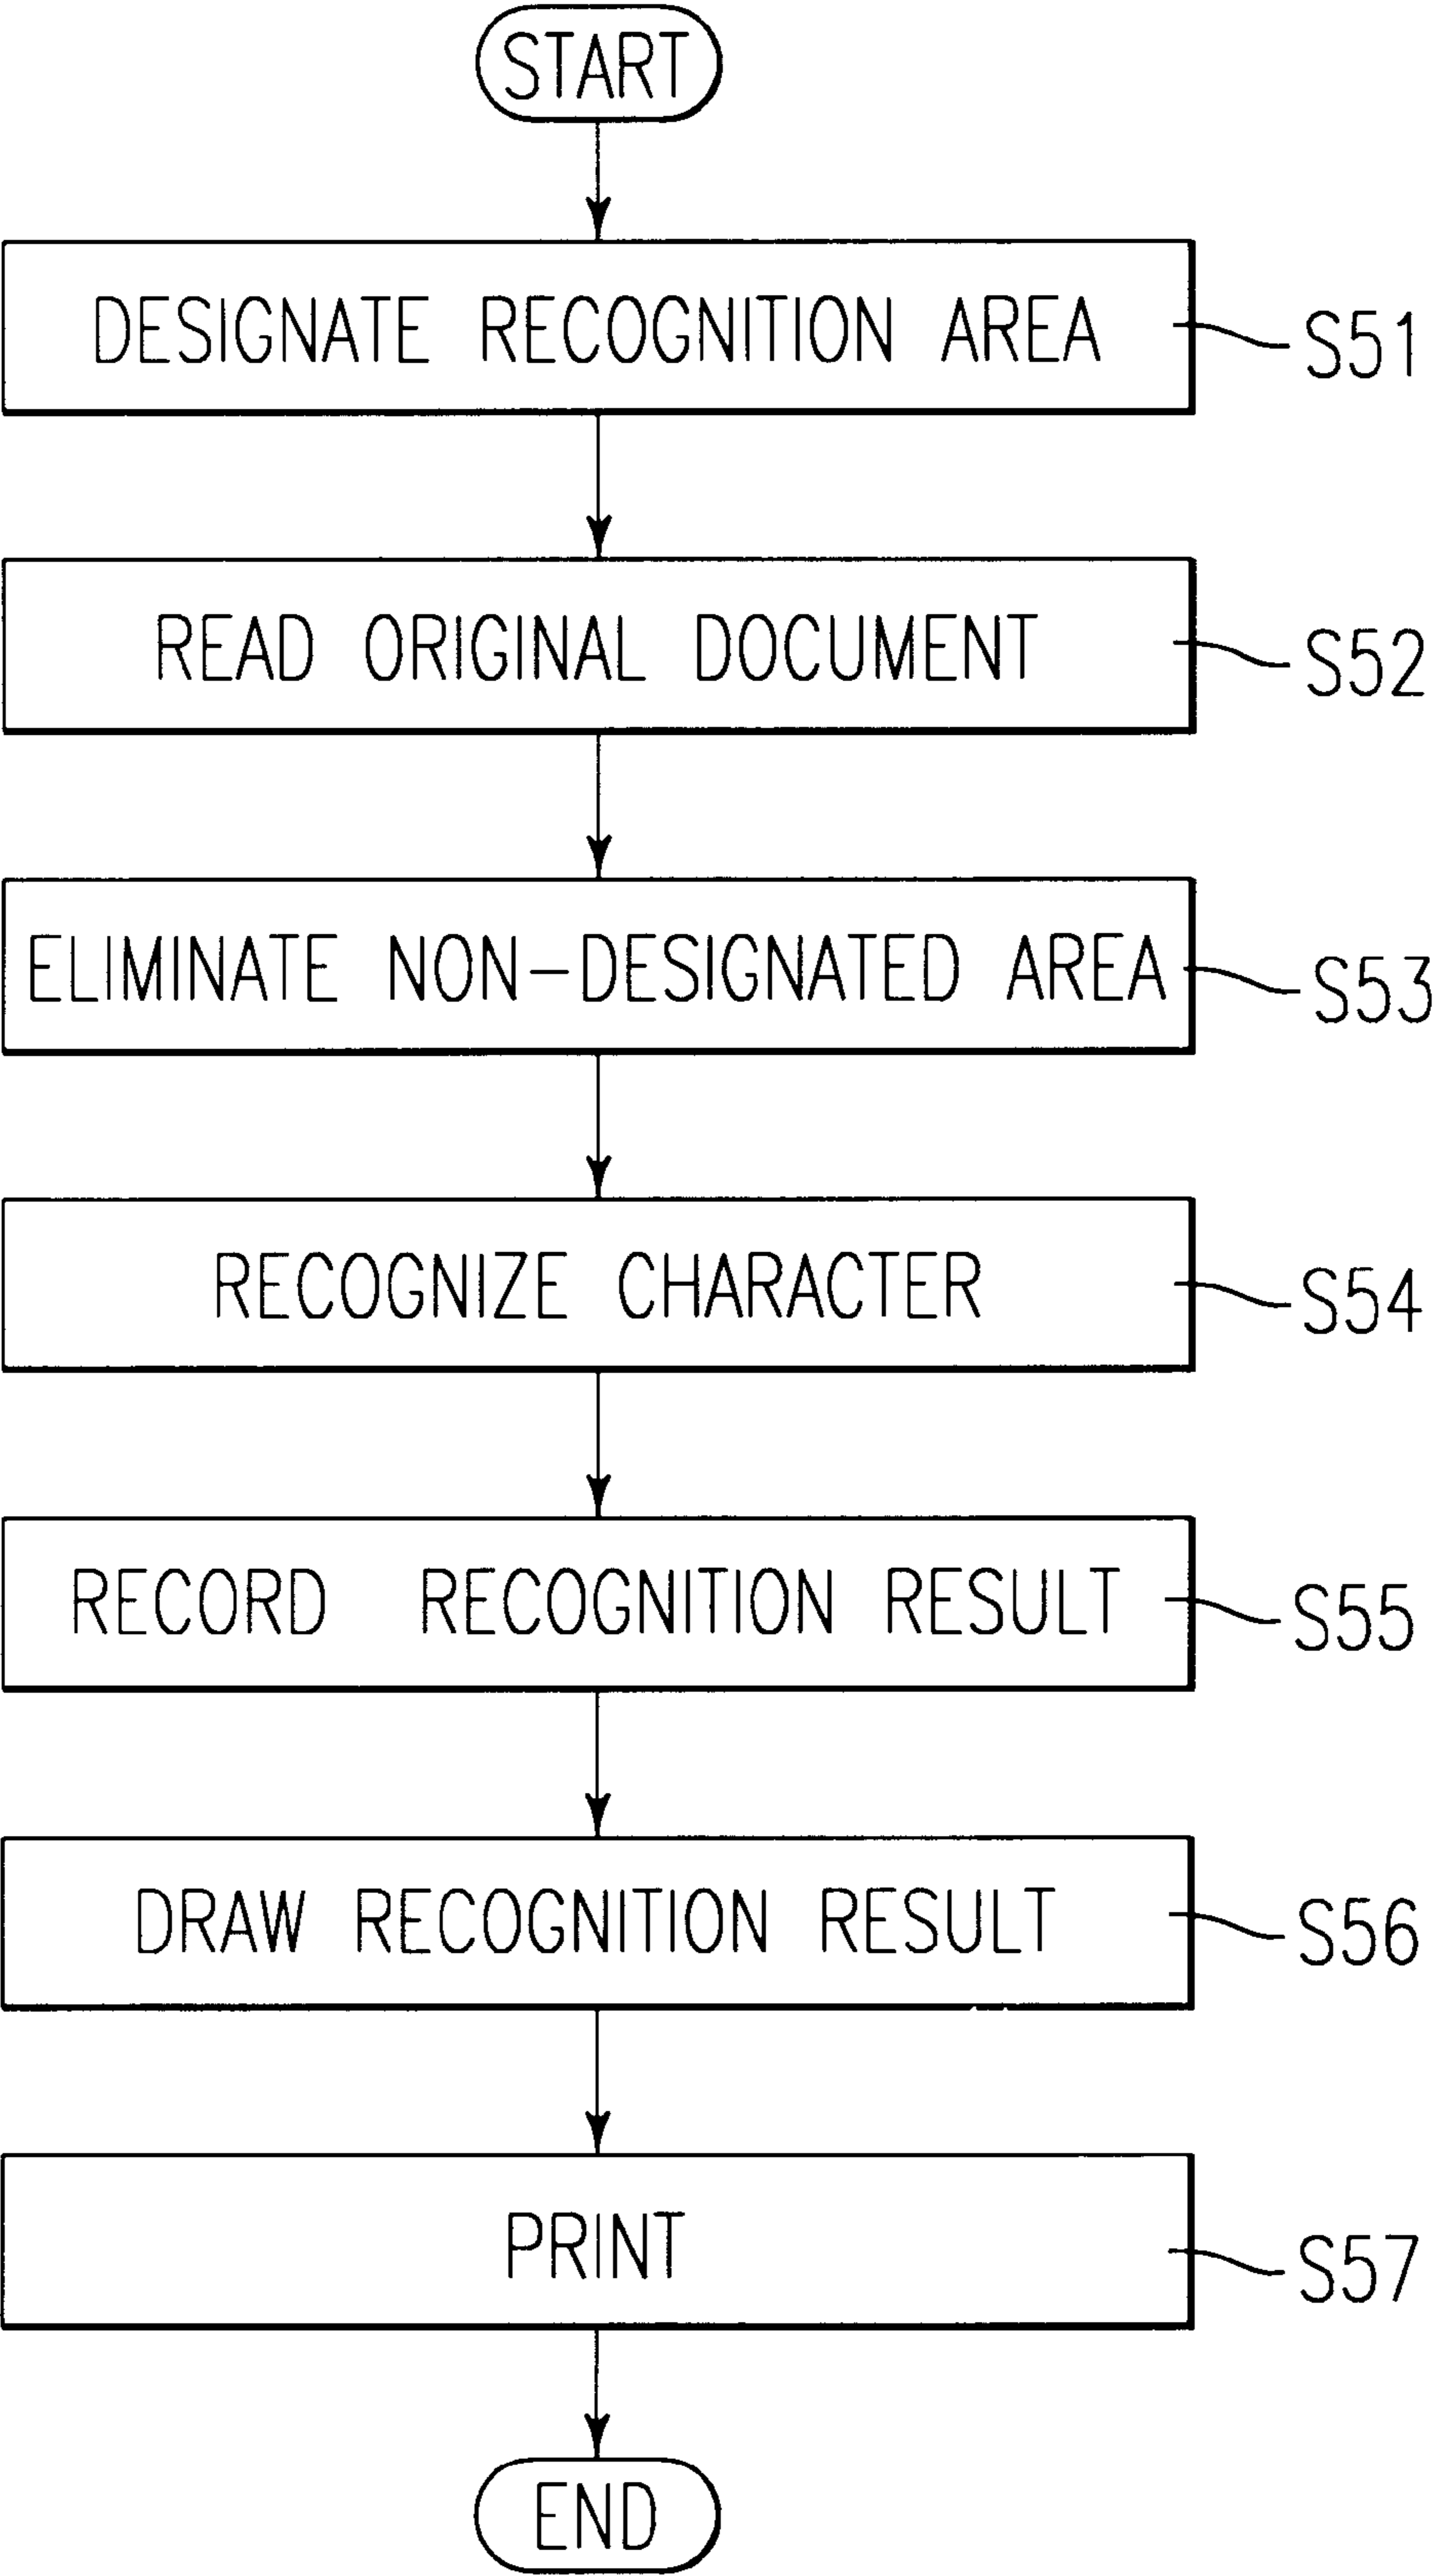 START
DESIGNATE RECOGNITION AREA
S51
READ ORIGINAL DOCUMENT
S52
ELIMINATE NON-DESIGNATED AREA
S53
RECOGNIZE CHARACTER
S54
RECORD RECOGNITION RESULT
S55
DRAW RECOGNITION RESULT
S56
PRINT
S57
END